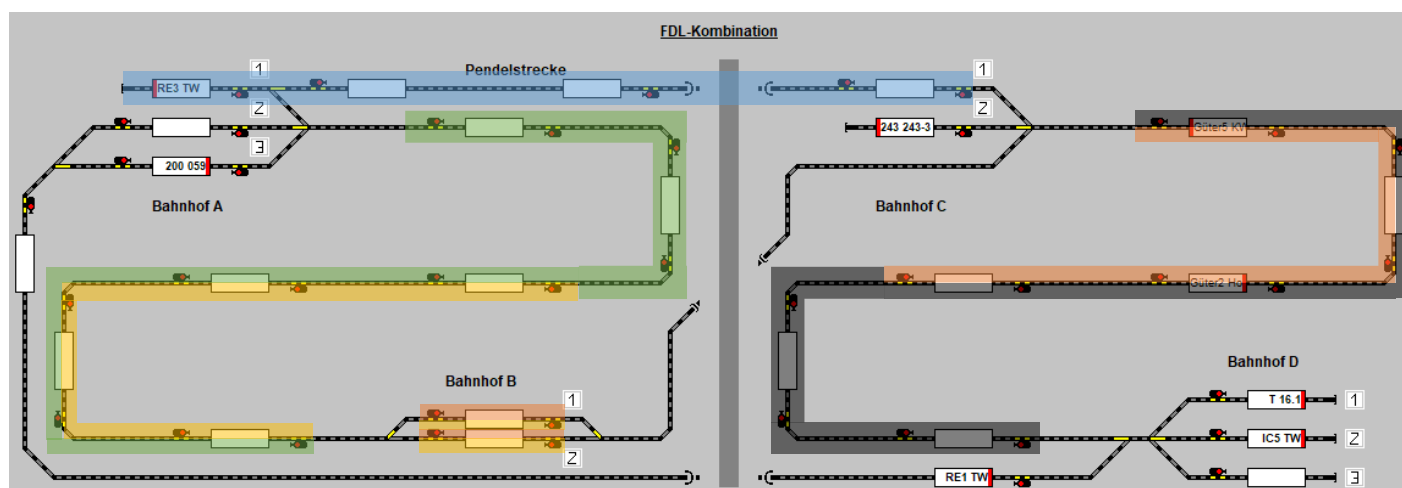 FDL-Kombination
Pendelstrecke
1
1
RE3 TW
2
2
243 243-3
Güter5 KW
3
200 059
Bahnhof A
Bahnhof C
Güter2 Ho
Bahnhof D
Bahnhof B
1
T 16.1
1
IC5 TW
2
2
RE1 TW
3